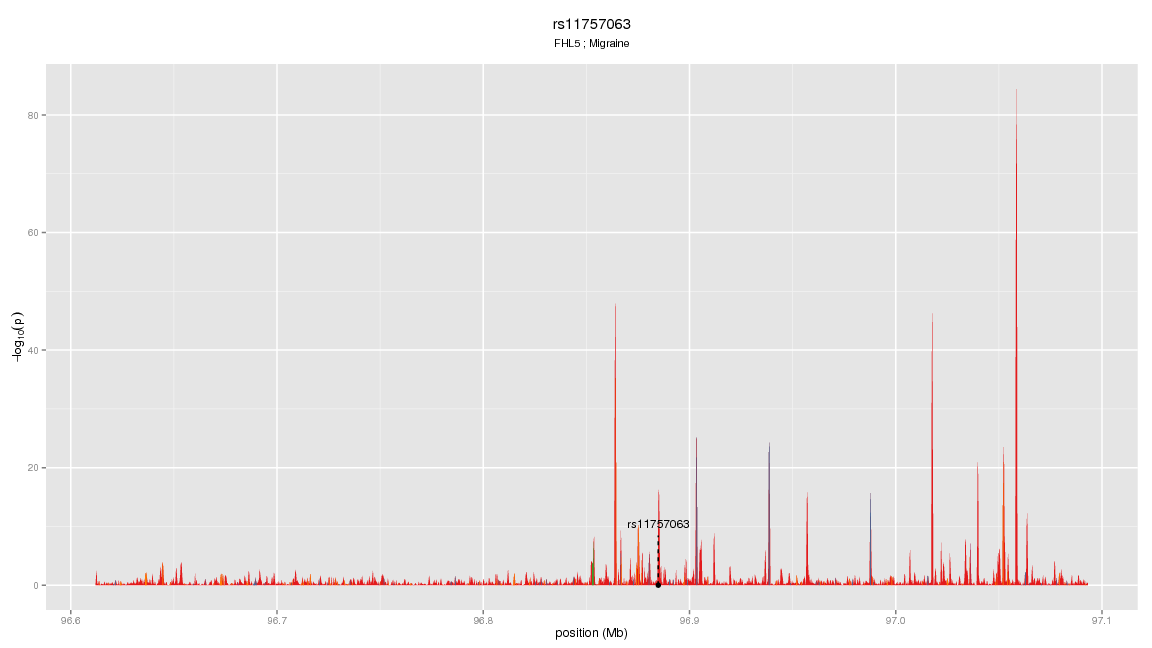 rs11757063
FHL5 ; Migraine
80
60
40
20
0
−log10(p)
rs11757063
96.6 96.7 96.8 96.9 97.0 97.1
position (Mb)